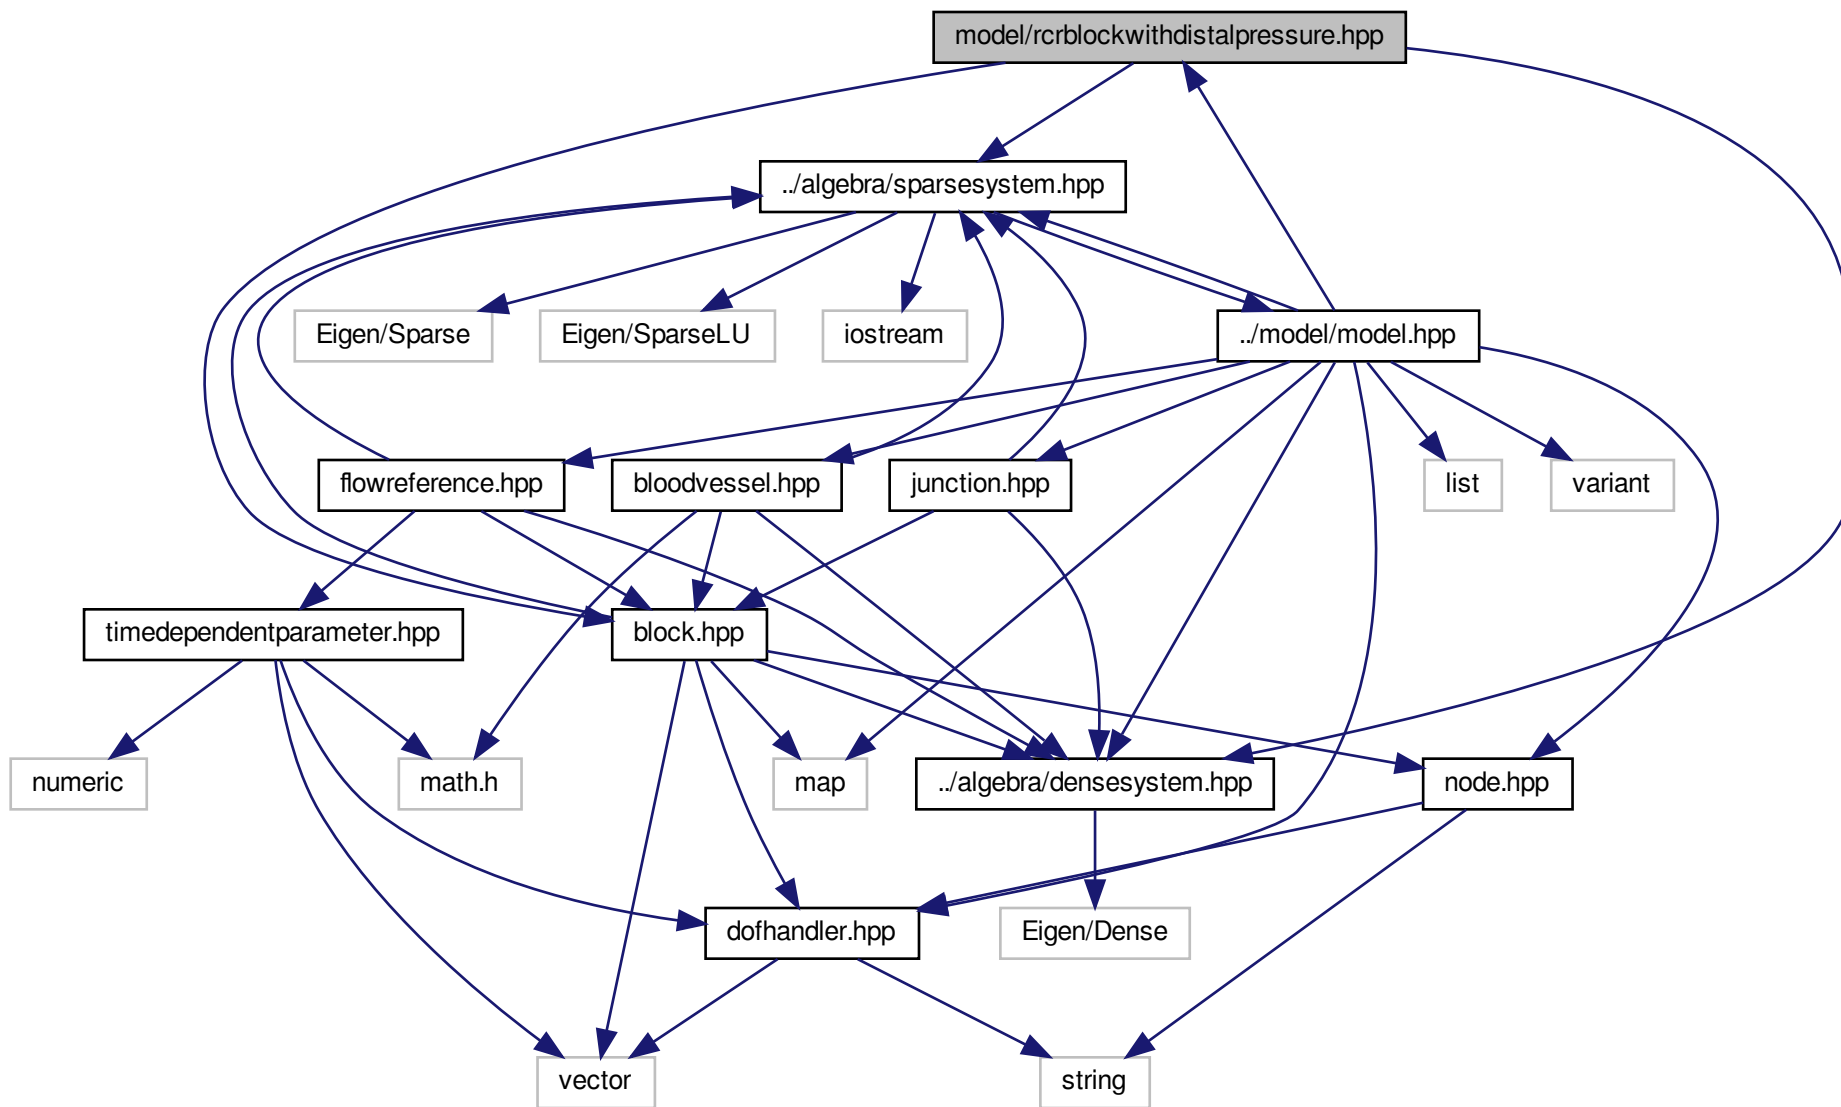 model/rcrblockwithdistalpressure.hpp
../algebra/sparsesystem.hpp
Eigen/Sparse
Eigen/SparseLU
iostream
../model/model.hpp
flowreference.hpp
bloodvessel.hpp
junction.hpp
list
variant
timedependentparameter.hpp
block.hpp
numeric
math.h
map
../algebra/densesystem.hpp
node.hpp
dofhandler.hpp
Eigen/Dense
vector
string